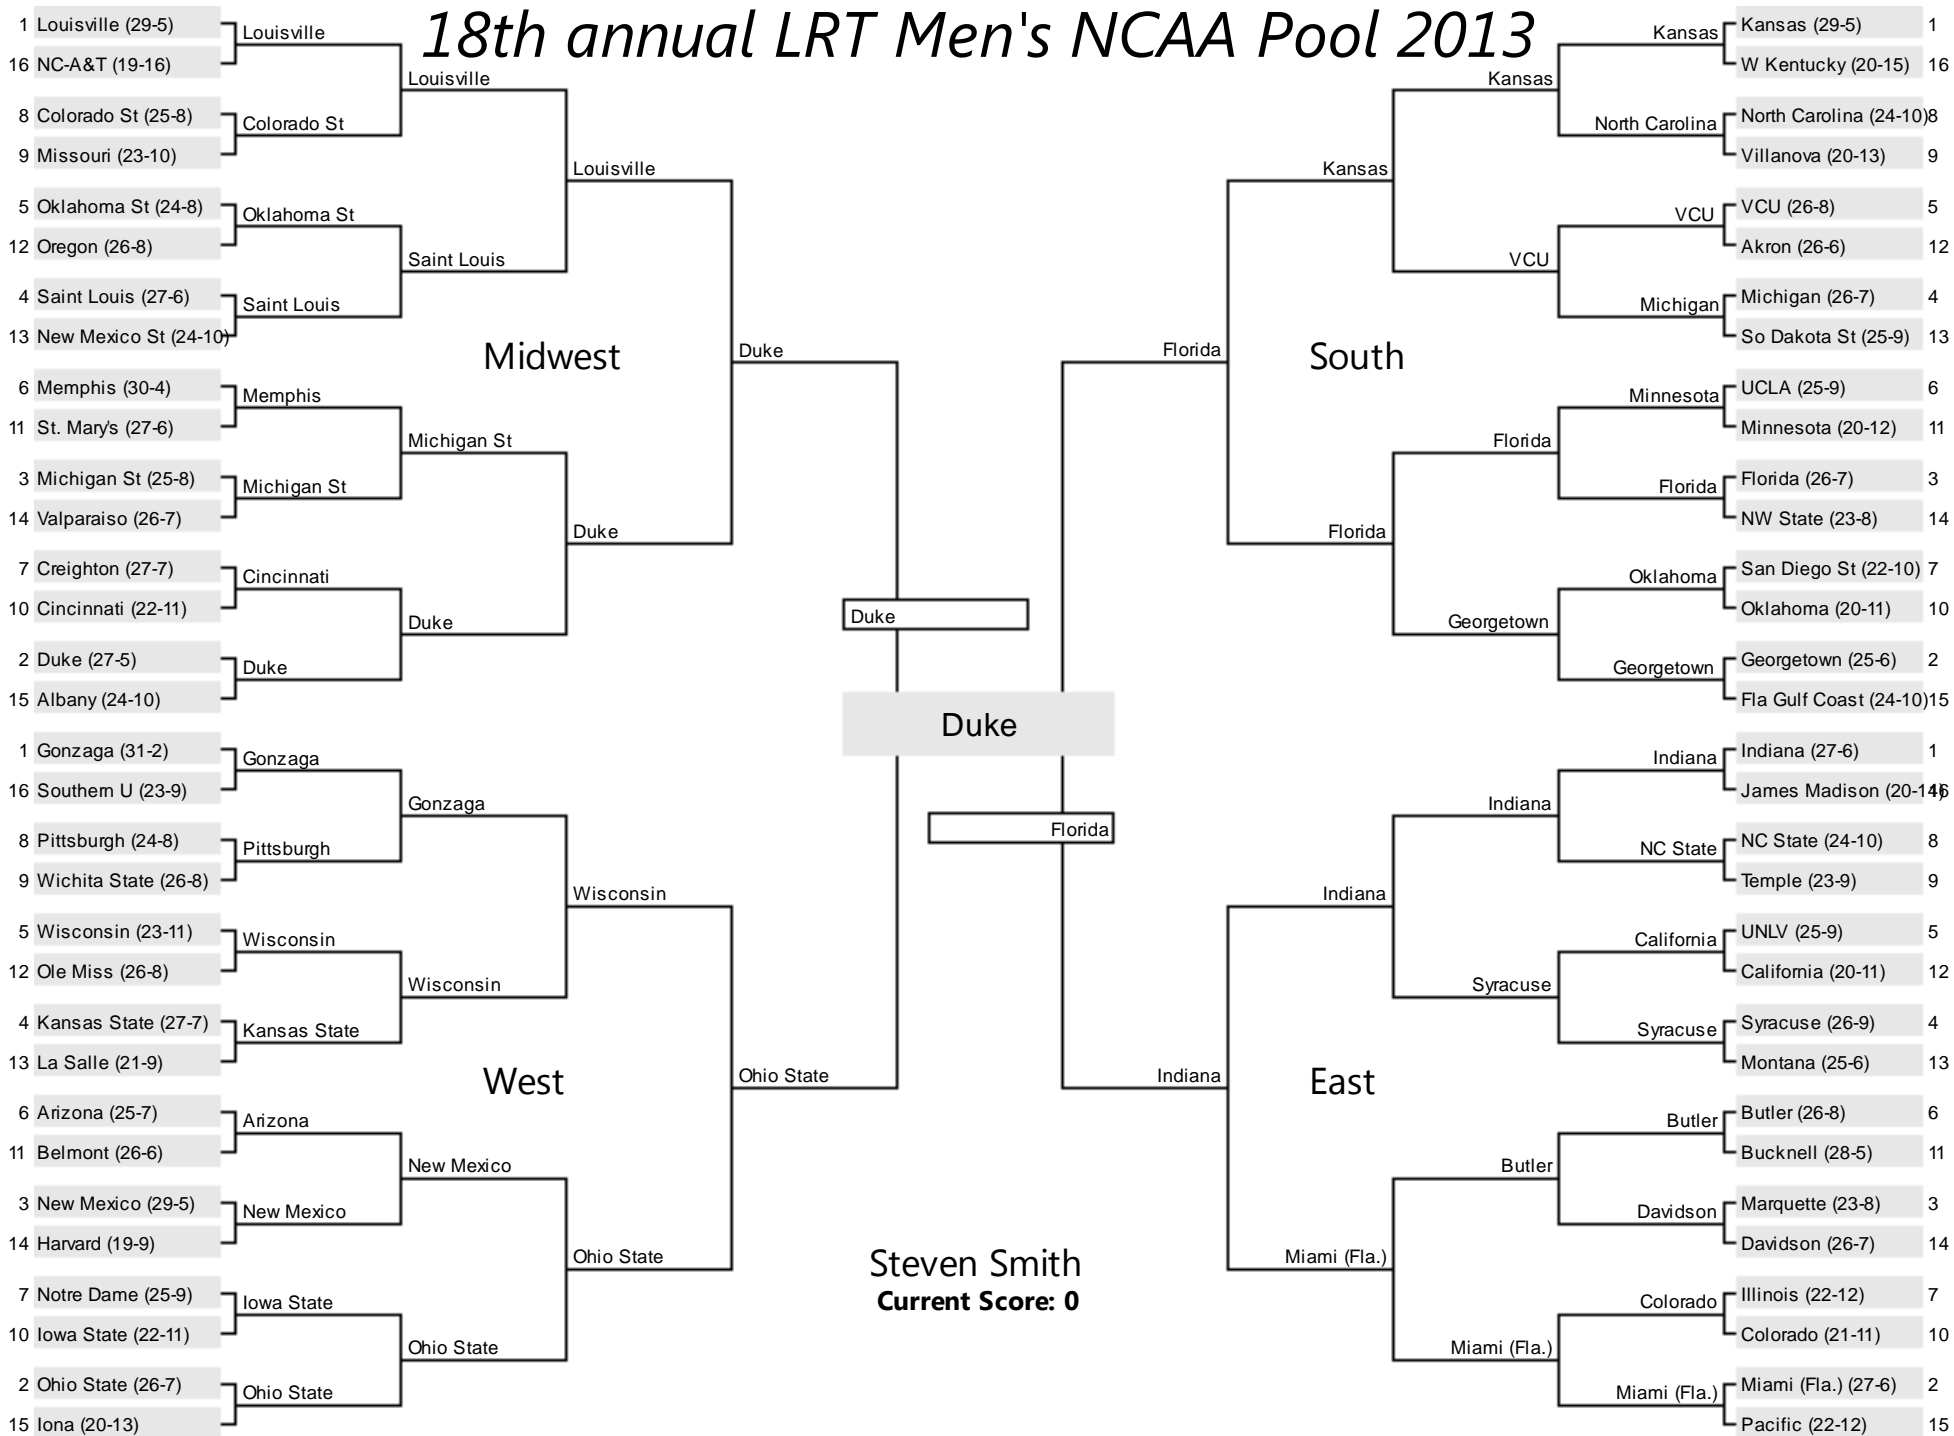 18th annual LRT Men's NCAA Pool 2013
1 Louisville (29-5)
16 NC-A&T (19-16)
8 Colorado St (25-8)
9 Missouri (23-10)
5 Oklahoma St (24-8)
12 Oregon (26-8)
4 Saint Louis (27-6)
13 New Mexico St (24-10)
6 Memphis (30-4)
11 St. Mary's (27-6)
3 Michigan St (25-8)
14 Valparaiso (26-7)
7 Creighton (27-7)
10 Cincinnati (22-11)
2 Duke (27-5)
15 Albany (24-10)
Louisville
Colorado St
Oklahoma St
Saint Louis
Memphis
Michigan St
Cincinnati
Duke
Louisville
Saint Louis
Michigan St
Duke
Louisville
Duke
Midwest
Duke
1 Gonzaga (31-2)
16 Southern U (23-9)
8 Pittsburgh (24-8)
9 Wichita State (26-8)
5 Wisconsin (23-11)
12 Ole Miss (26-8)
4 Kansas State (27-7)
13 La Salle (21-9)
6 Arizona (25-7)
11 Belmont (26-6)
3 New Mexico (29-5)
14 Harvard (19-9)
7 Notre Dame (25-9)
10 Iowa State (22-11)
2 Ohio State (26-7)
15 Iona (20-13)
Gonzaga
Pittsburgh
Wisconsin
Kansas State
Arizona
New Mexico
Iowa State
Ohio State
Gonzaga
Wisconsin
New Mexico
Ohio State
Wisconsin
Ohio State
West
Ohio State
Duke
Duke
Florida
Steven Smith
Current Score: 0
Kansas (29-5) 1
W Kentucky (20-15) 16
North Carolina (24-10) 8
Villanova (20-13) 9
VCU (26-8) 5
Akron (26-6) 12
Michigan (26-7) 4
So Dakota St (25-9) 13
UCLA (25-9) 6
Minnesota (20-12) 11
Florida (26-7) 3
NW State (23-8) 14
San Diego St (22-10) 7
Oklahoma (20-11) 10
Georgetown (25-6) 2
Fla Gulf Coast (24-10) 15
Kansas
North Carolina
VCU
Michigan
Minnesota
Florida
Oklahoma
Georgetown
Kansas
VCU
Florida
Georgetown
Kansas
Florida
South
Florida
Indiana (27-6) 1
James Madison (20-14) 16
NC State (24-10) 8
Temple (23-9) 9
UNLV (25-9) 5
California (20-11) 12
Syracuse (26-9) 4
Montana (25-6) 13
Butler (26-8) 6
Bucknell (28-5) 11
Marquette (23-8) 3
Davidson (26-7) 14
Illinois (22-12) 7
Colorado (21-11) 10
Miami (Fla.) (27-6) 2
Pacific (22-12) 15
Indiana
NC State
California
Syracuse
Butler
Davidson
Colorado
Miami (Fla.)
Indiana
Syracuse
Butler
Miami (Fla.)
Indiana
Miami (Fla.)
East
Indiana